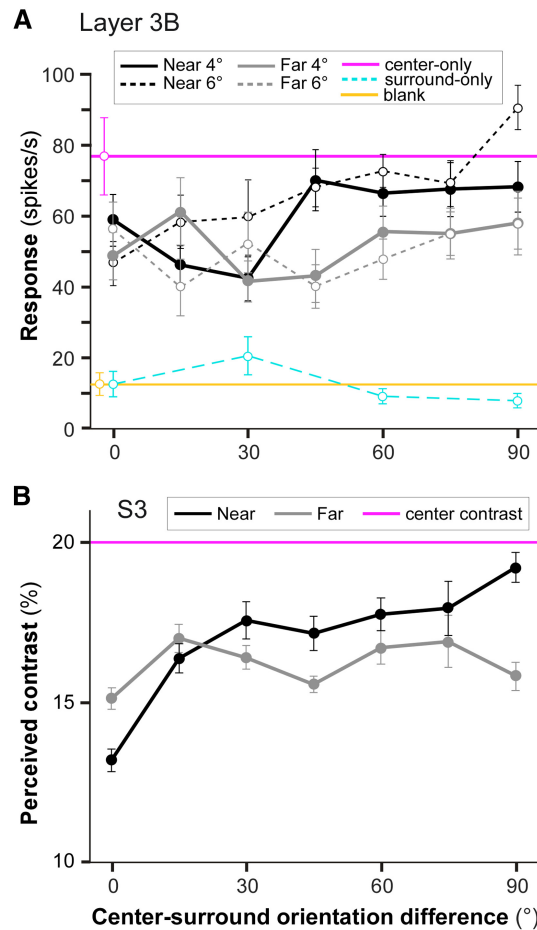 A Layer 3B
Near 4° Far 4° center-only
Near 6° Far 6° surround-only
blank
Response (spikes/s)
100
80
60
40
20
0
0 30 60 90
B S3
Near Far center contrast
Perceived contrast (%)
20
15
10
0 30 60 90
Center-surround orientation difference (°)